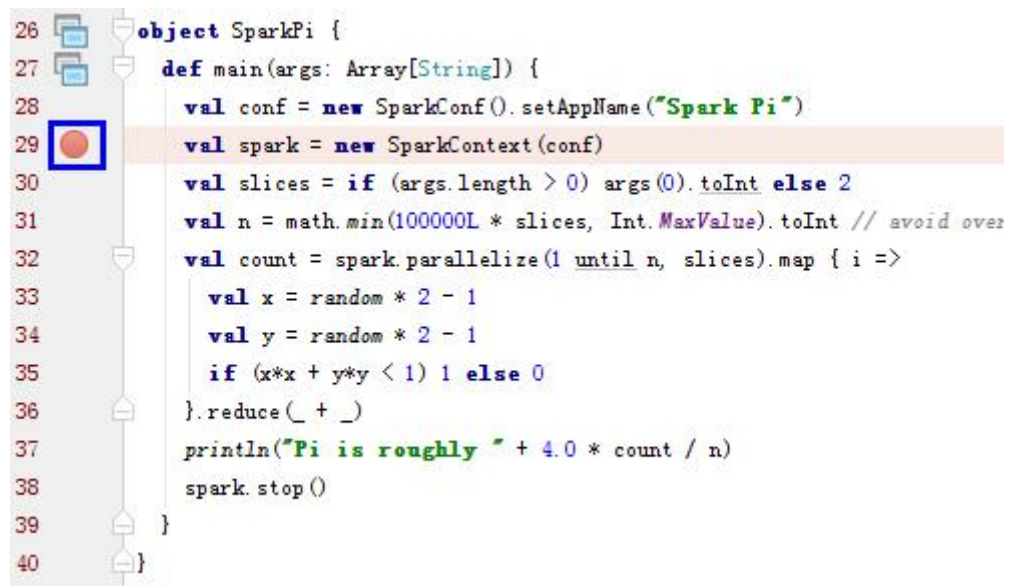 26 object SparkPi {
27 def main(args: Array[String]) {
28 val conf = new SparkConf().setAppName("Spark Pi")
29 val spark = new SparkContext(conf)
30 val slices = if (args.length > 0) args(0).toInt else 2
31 val n = math.min(100000L * slices, Int.MaxValue).toInt // avoid over
32 val count = spark.parallelize(1 until n, slices).map { i =>
33 val x = random * 2 - 1
34 val y = random * 2 - 1
35 if (x*x + y*y < 1) 1 else 0
36 }.reduce(_ + _)
37 println("Pi is roughly " + 4.0 * count / n)
38 spark.stop()
39 }
40 }